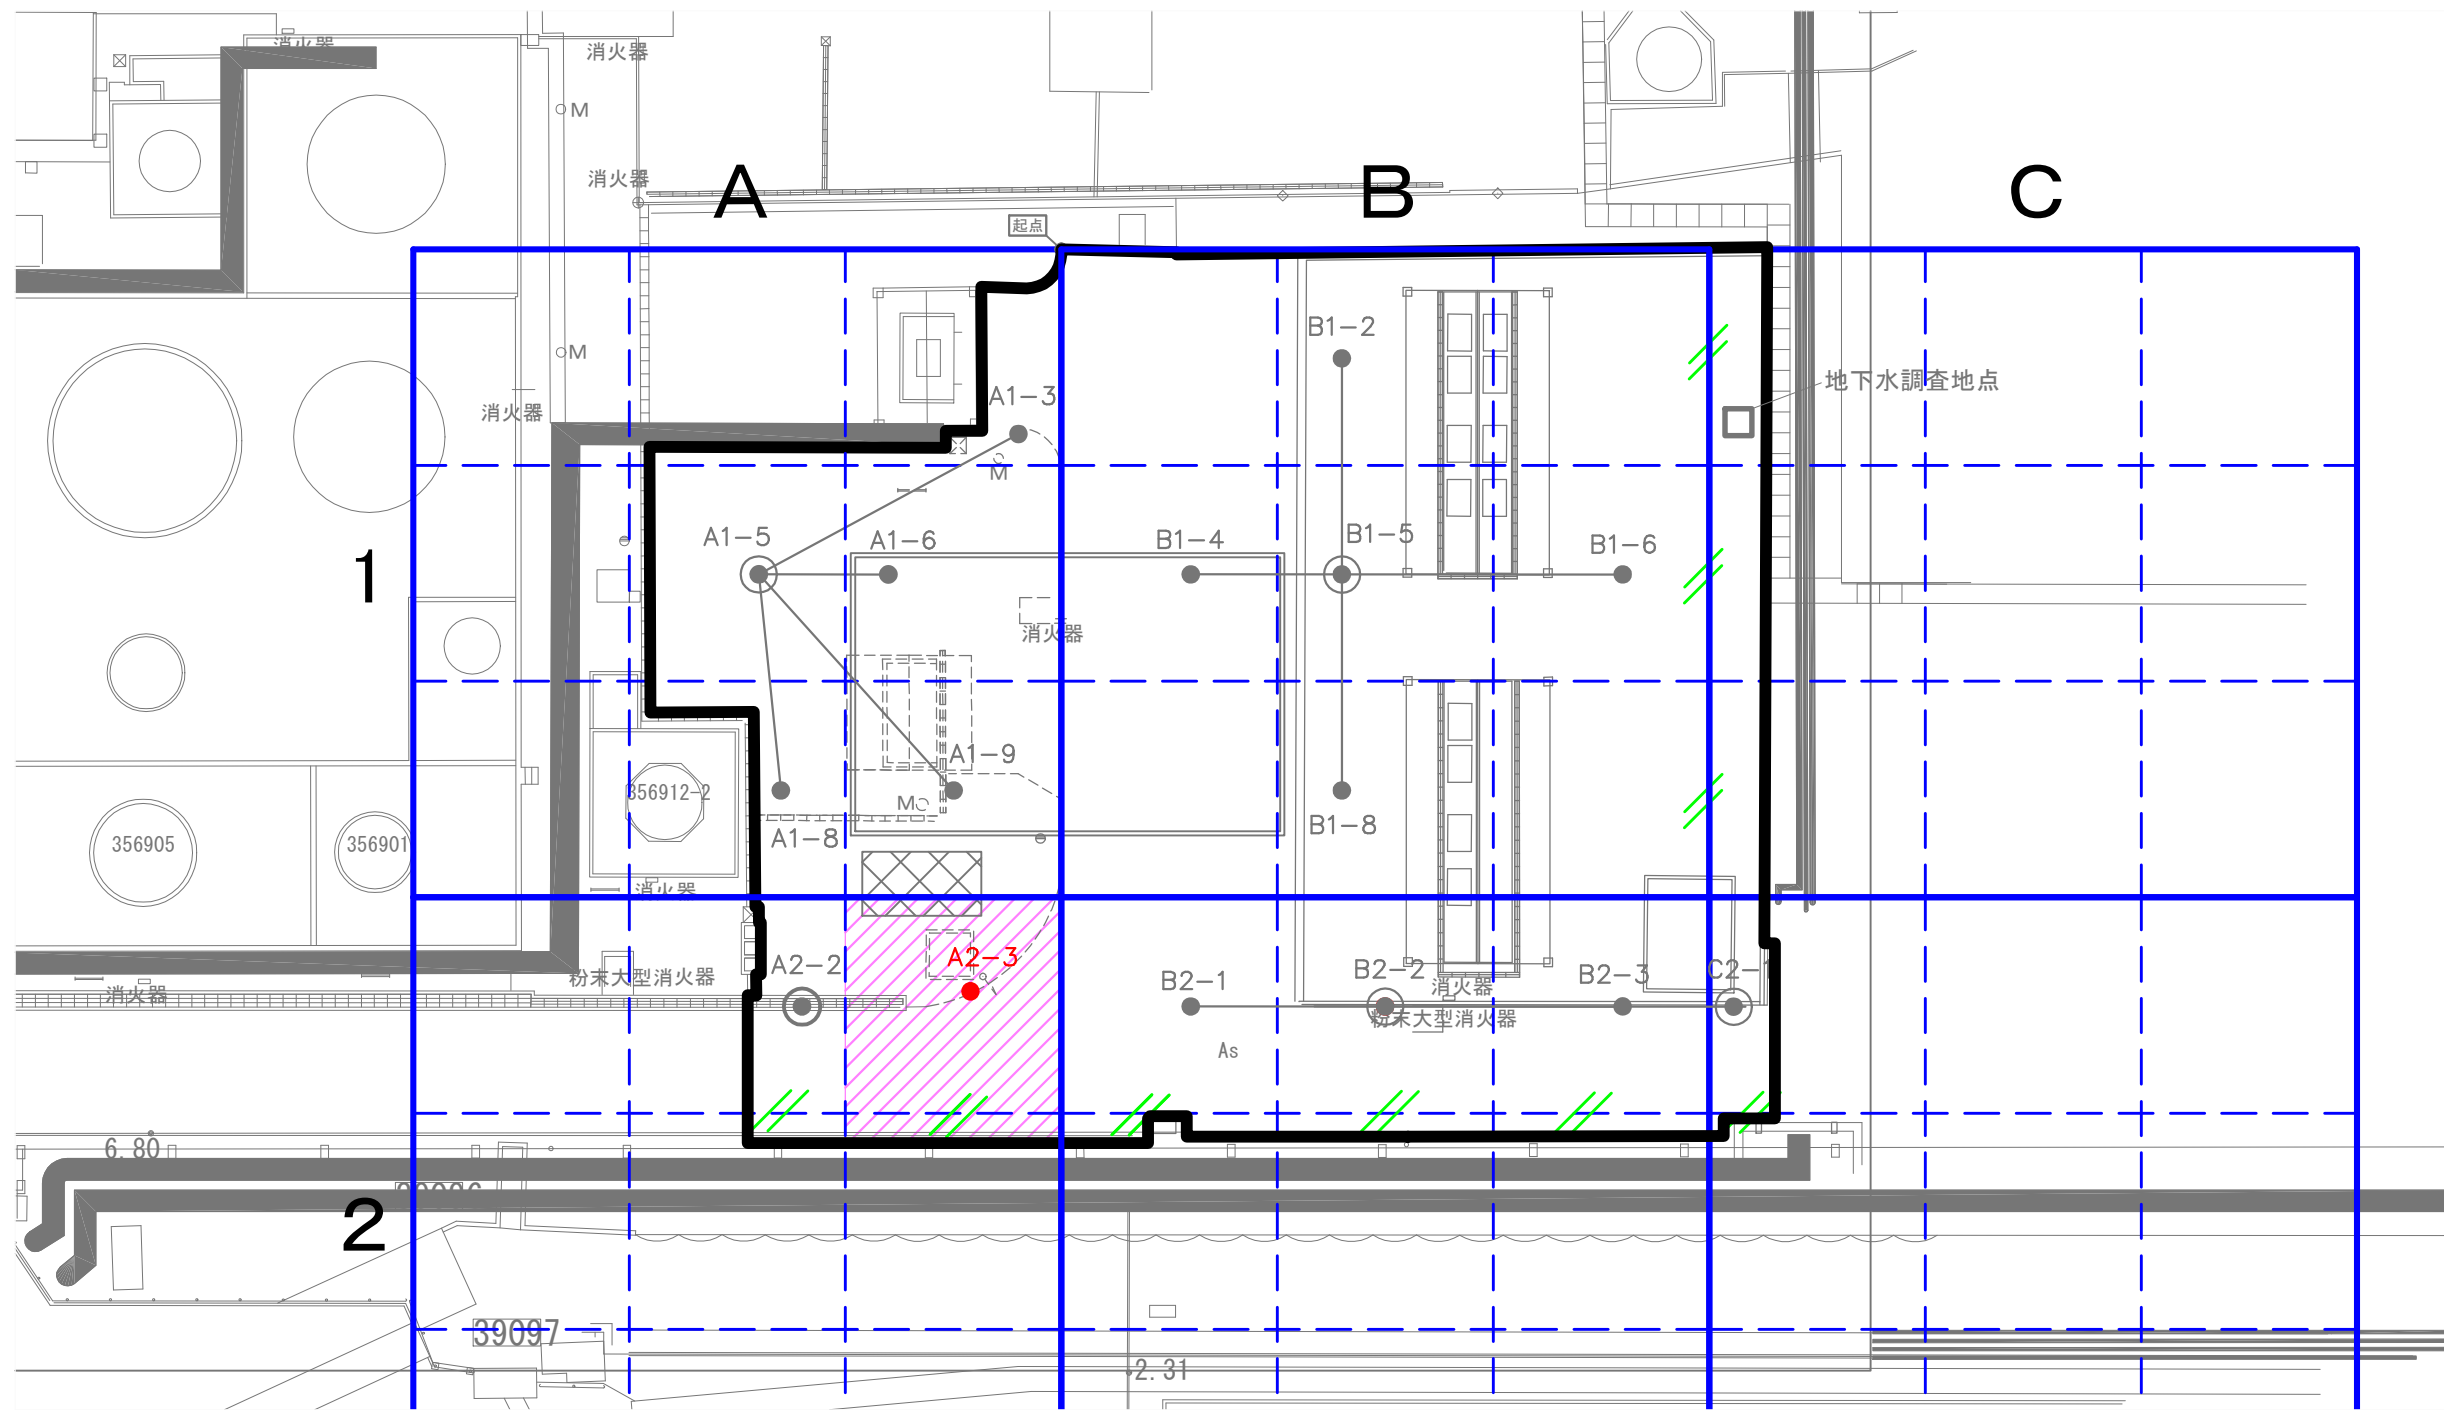 消火器
消火器
M
消火器
A
B
C
起点
B1-2
地下水調査地点
M
A1-3
消火器
M
A1-5
A1-6
B1-4
B1-5
B1-6
1
消火器
A1-9
356912-2
M
B1-8
A1-8
356905
356901
消火器
A2-2
A2-3
B2-1
B2-2
B2-3
C2-1
粉末大型消火器
消火器
消火器
粉末大型消火器
As
6.80
2
39097
2.31